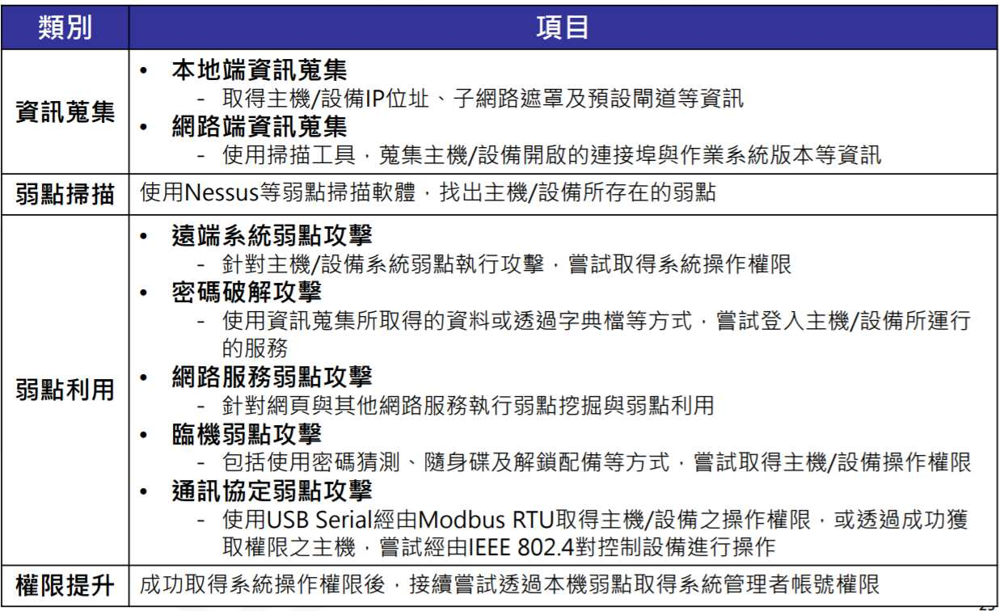 類別 項目
資訊蒐集
• 本地端資訊蒐集
- 取得主機/設備IP位址、子網路遮罩及預設閘道等資訊
• 網路端資訊蒐集
- 使用掃描工具，蒐集主機/設備開啟的連接埠與作業系統版本等資訊
弱點掃描 使用Nessus等弱點掃描軟體，找出主機/設備所存在的弱點
弱點利用
• 遠端系統弱點攻擊
- 針對主機/設備系統弱點執行攻擊，嘗試取得系統操作權限
• 密碼破解攻擊
- 使用資訊蒐集所取得的資料或透過字典檔等方式，嘗試登入主機/設備所運行
的服務
• 網路服務弱點攻擊
- 針對網頁與其他網路服務執行弱點挖掘與弱點利用
• 臨機弱點攻擊
- 包括使用密碼猜測、隨身碟及解鎖配備等方式，嘗試取得主機/設備操作權限
• 通訊協定弱點攻擊
- 使用USB Serial經由Modbus RTU取得主機/設備之操作權限，或透過成功獲
取權限之主機，嘗試經由IEEE 802.4對控制設備進行操作
權限提升 成功取得系統操作權限後，接續嘗試透過本機弱點取得系統管理者帳號權限